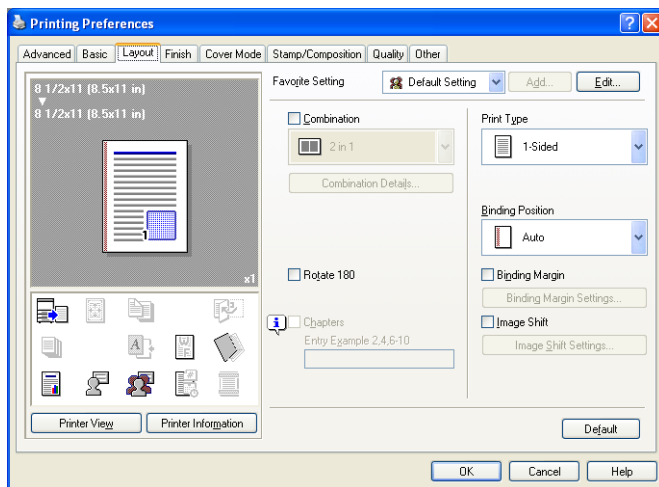 Printing Preferences
Advanced Basic Layout Finish Cover Mode Stamp/Composition Quality Other
8 1/2x11 (8.5x11 in)
8 1/2x11 (8.5x11 in)
1
x1
Printer View Printer Information
Favorite Setting Default Setting Add... Edit...
Combination
2 in 1
Combination Details...
Rotate 180
Chapters
Entry Example 2,4,6-10
Print Type
1-Sided
Binding Position
Auto
Binding Margin
Binding Margin Settings...
Image Shift
Image Shift Settings...
Default
OK Cancel Help